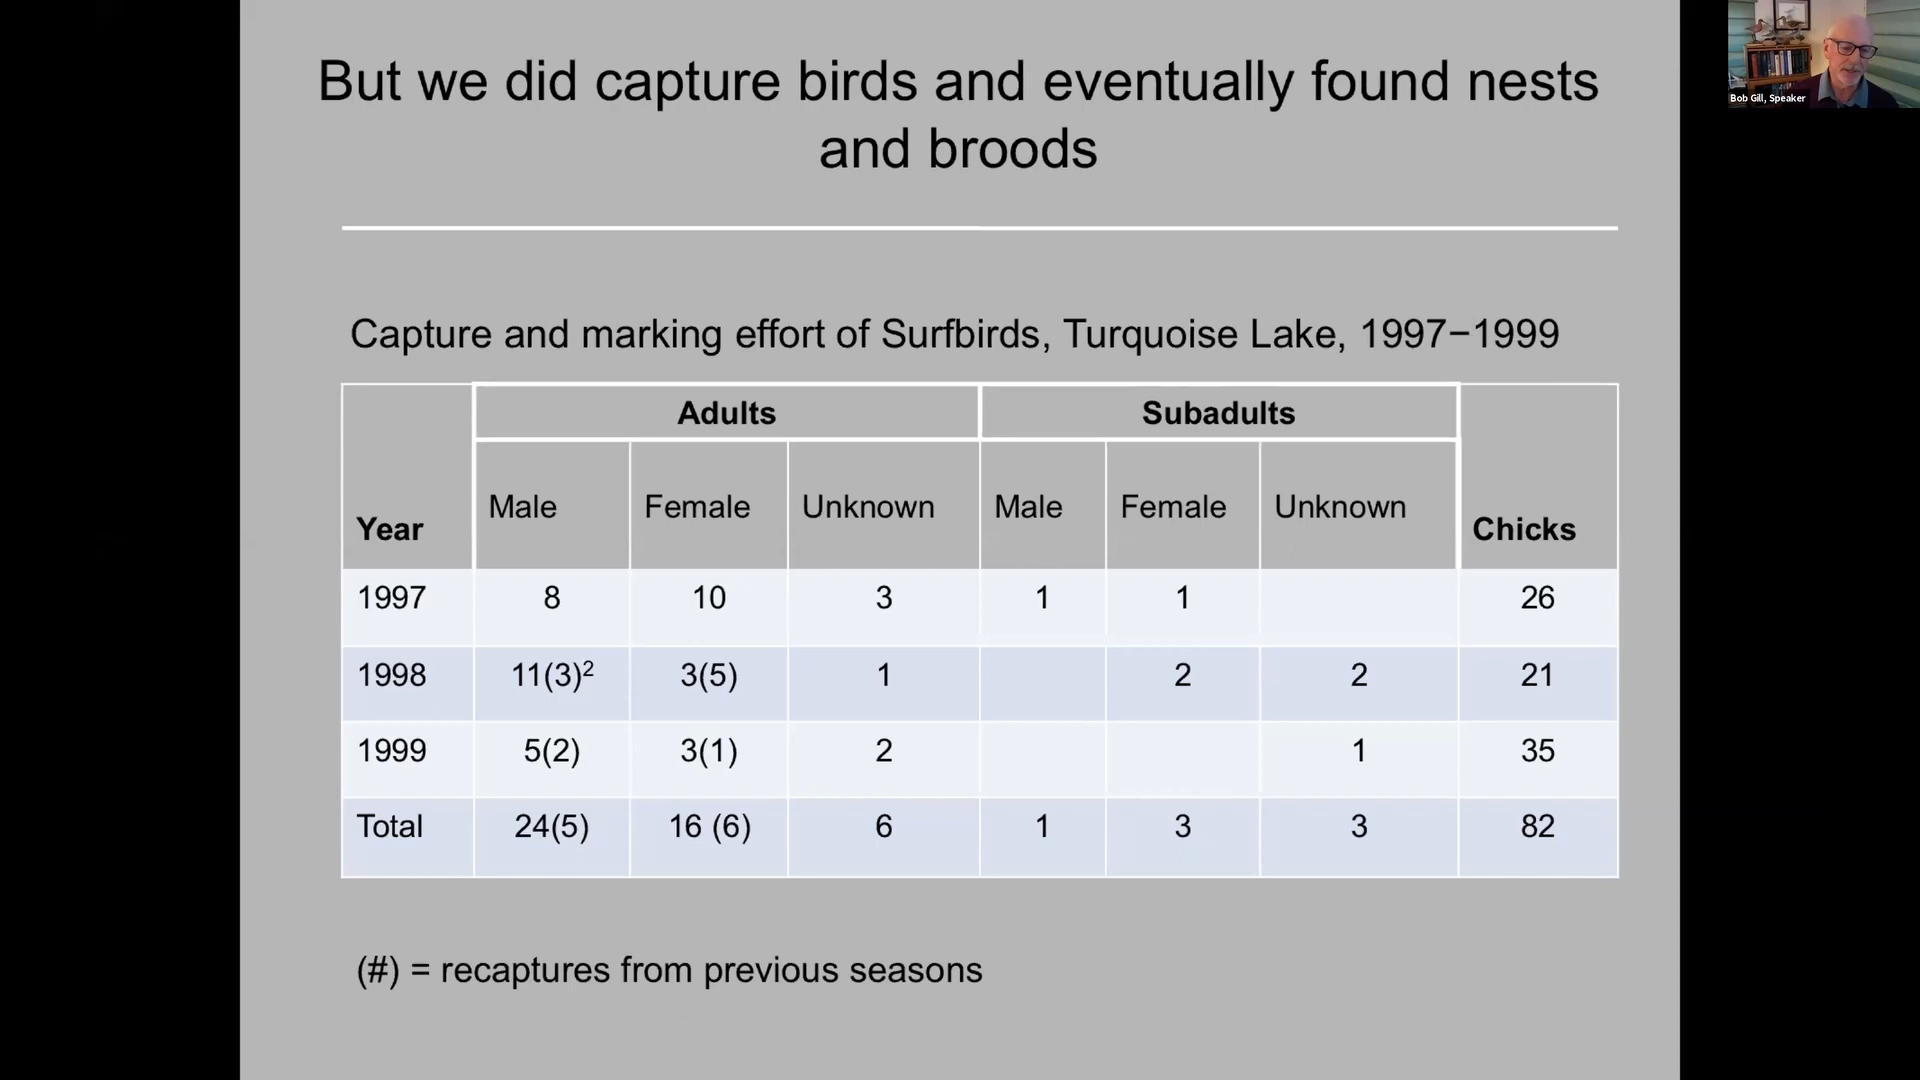 But we did capture birds and eventually found nests
and broods
Bob Gill, Speaker
Capture and marking effort of Surfbirds, Turquoise Lake, 1997−1999
Adults Subadults
Year Male Female Unknown Male Female Unknown Chicks
1997 8 10 3 1 1 26
1998 11(3)² 3(5) 1 2 2 21
1999 5(2) 3(1) 2 1 35
Total 24(5) 16 (6) 6 1 3 3 82
(#) = recaptures from previous seasons